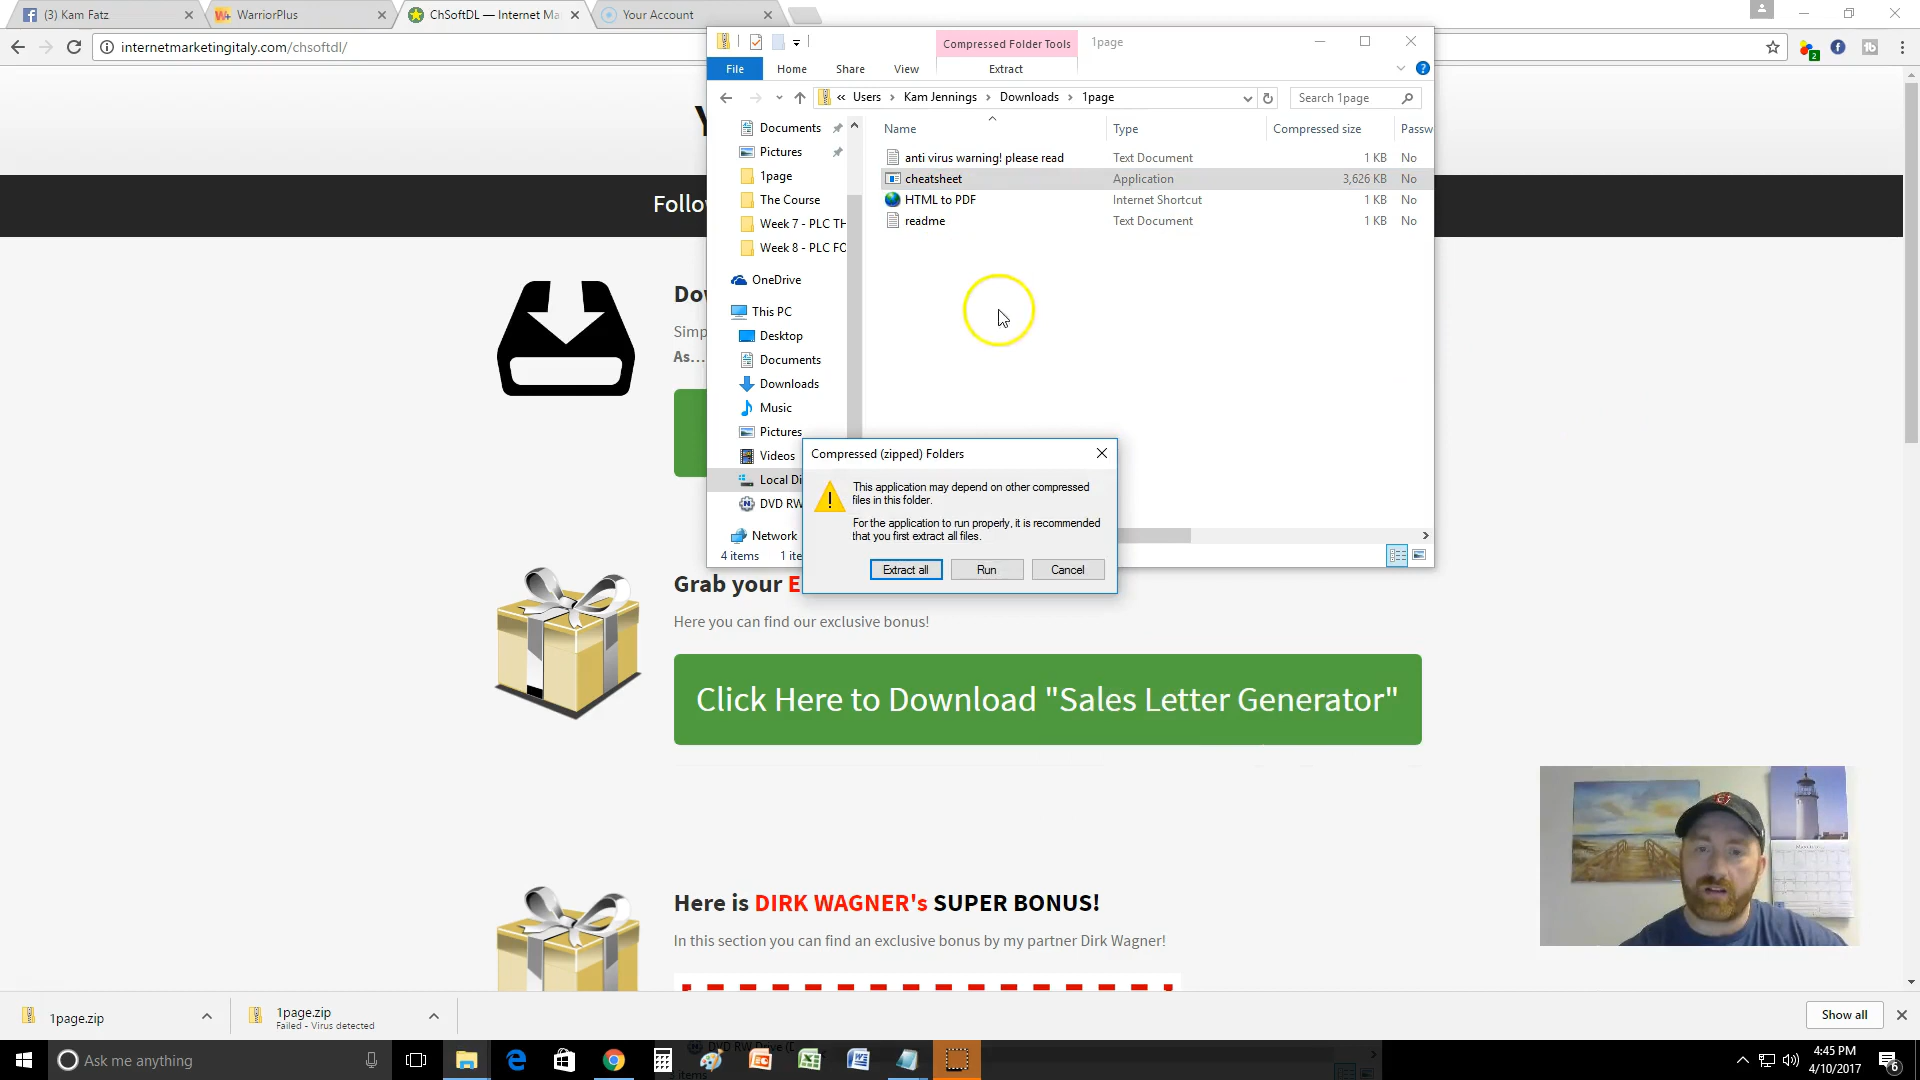 (3) Kam Fatz
WarriorPlus
ChSoftDL — Internet Ma
Your Account
internetmarketingitaly.com/chsoftdl/
Compressed Folder Tools
1page
File
Home
Share
View
Extract
« Users > Kam Jennings > Downloads > 1page
Search 1page
Name
Type
Compressed size
Passw
anti virus warning! please read
Text Document
1 KB
No
cheatsheet
Application
3,626 KB
No
HTML to PDF
Internet Shortcut
1 KB
No
readme
Text Document
1 KB
No
Documents
Pictures
1page
The Course
Week 7 - PLC TH
Week 8 - PLC FO
OneDrive
This PC
Desktop
Documents
Downloads
Music
Pictures
Videos
Local Di
DVD RW
Network
4 items
1 ite
Compressed (zipped) Folders
This application may depend on other compressed
files in this folder.
For the application to run properly, it is recommended
that you first extract all files.
Extract all
Run
Cancel
Y
Follo
Dov
Simp
As...
Grab your E
Here you can find our exclusive bonus!
Click Here to Download "Sales Letter Generator"
Here is DIRK WAGNER's SUPER BONUS!
In this section you can find an exclusive bonus by my partner Dirk Wagner!
1page.zip
1page.zip
Failed - Virus detected
Show all
Ask me anything
4:45 PM
4/10/2017
6